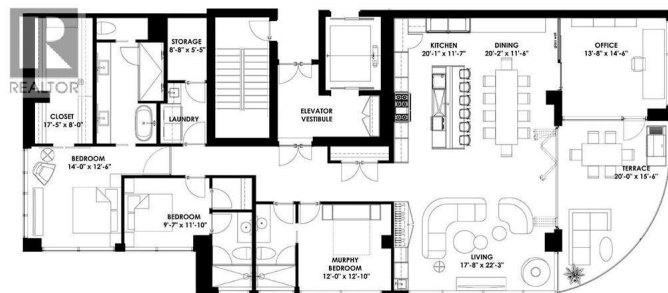 REALTOR®
STORAGE
8'-8" x 5'-5"
KITCHEN
20'-1" x 11'-7"
DINING
20'-2" x 11'-6"
OFFICE
13'-8" x 14'-6"
ELEVATOR
VESTIBULE
LAUNDRY
CLOSET
17'-5" x 8'-0"
BEDROOM
14'-0" x 12'-6"
TERRACE
20'-0" x 15'-6"
BEDROOM
9'-7" x 11'-10"
MURPHY
BEDROOM
12'-0" x 12'-10"
LIVING
17'-8" x 22'-3"